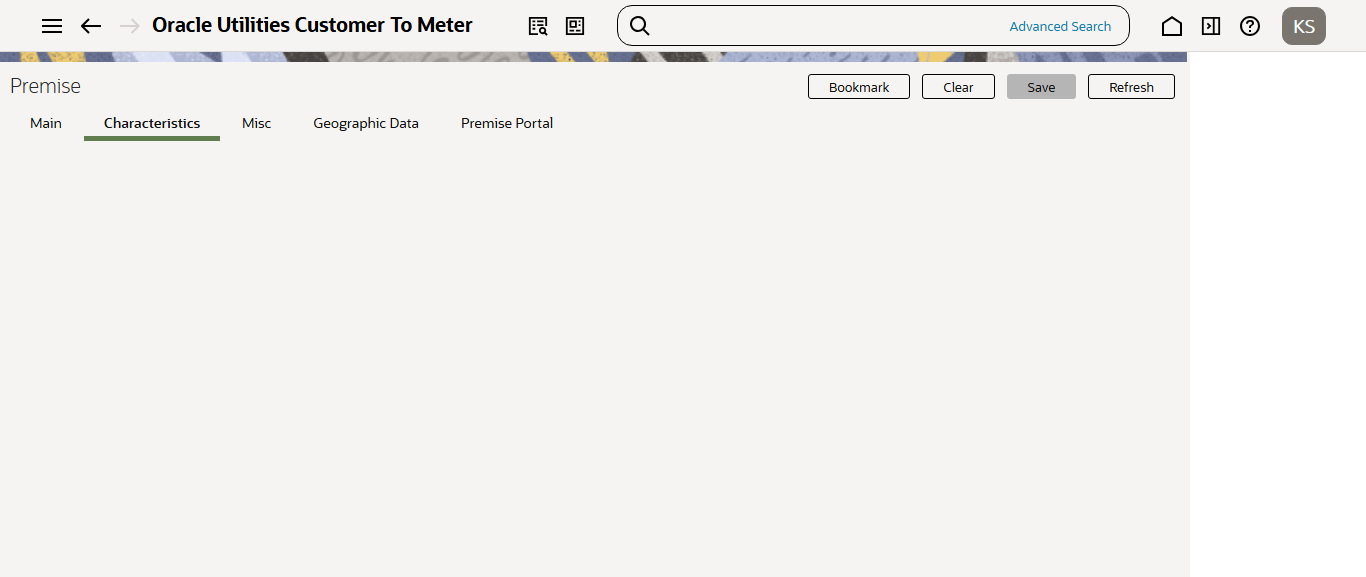 Oracle Utilities Customer To Meter
Advanced Search
KS
Premise
Bookmark
Clear
Save
Refresh
Main
Characteristics
Misc
Geographic Data
Premise Portal